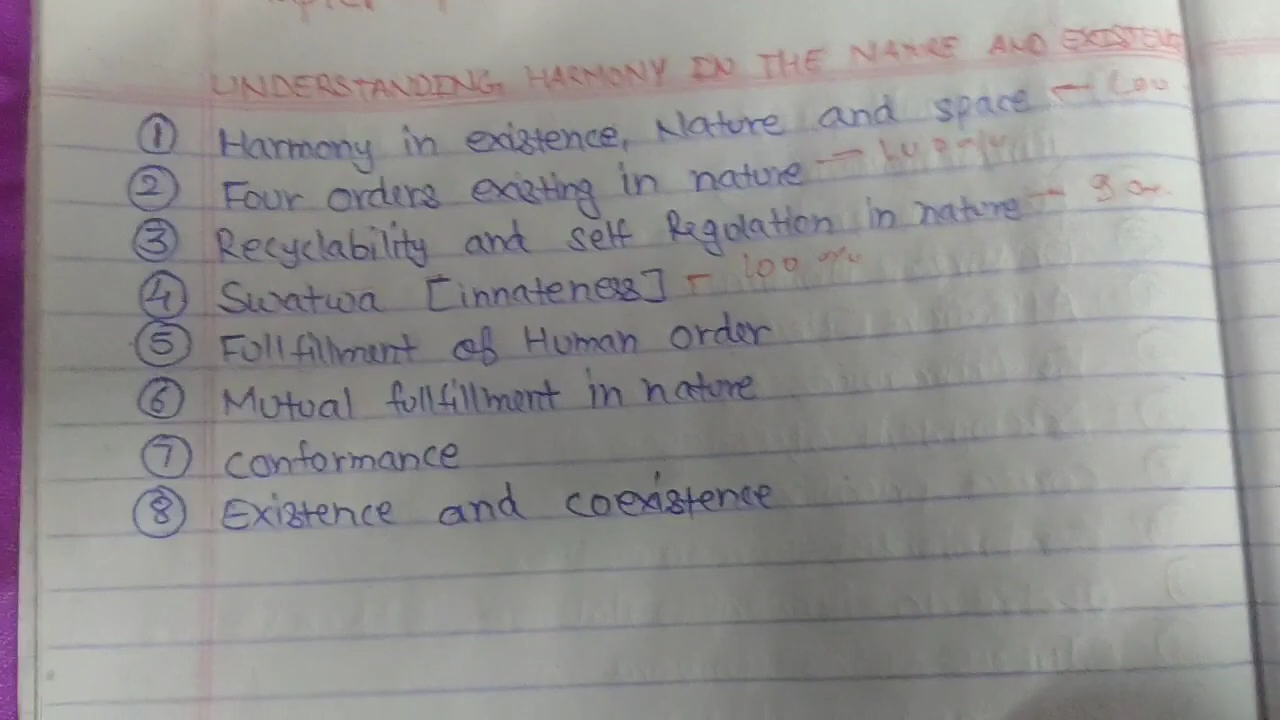 UNDERSTANDING HARMONY IN THE NATRE AND EXISTENC
① Harmony in existence, Nature and space -
② Four orders existing in nature -
③ Recyclability and self Regulation in nature -
④ Swatwa [innateness] - 100 %
⑤ Fullfillment of Human order
⑥ Mutual fullfillment in nature
⑦ conformance
⑧ Existence and coexistence